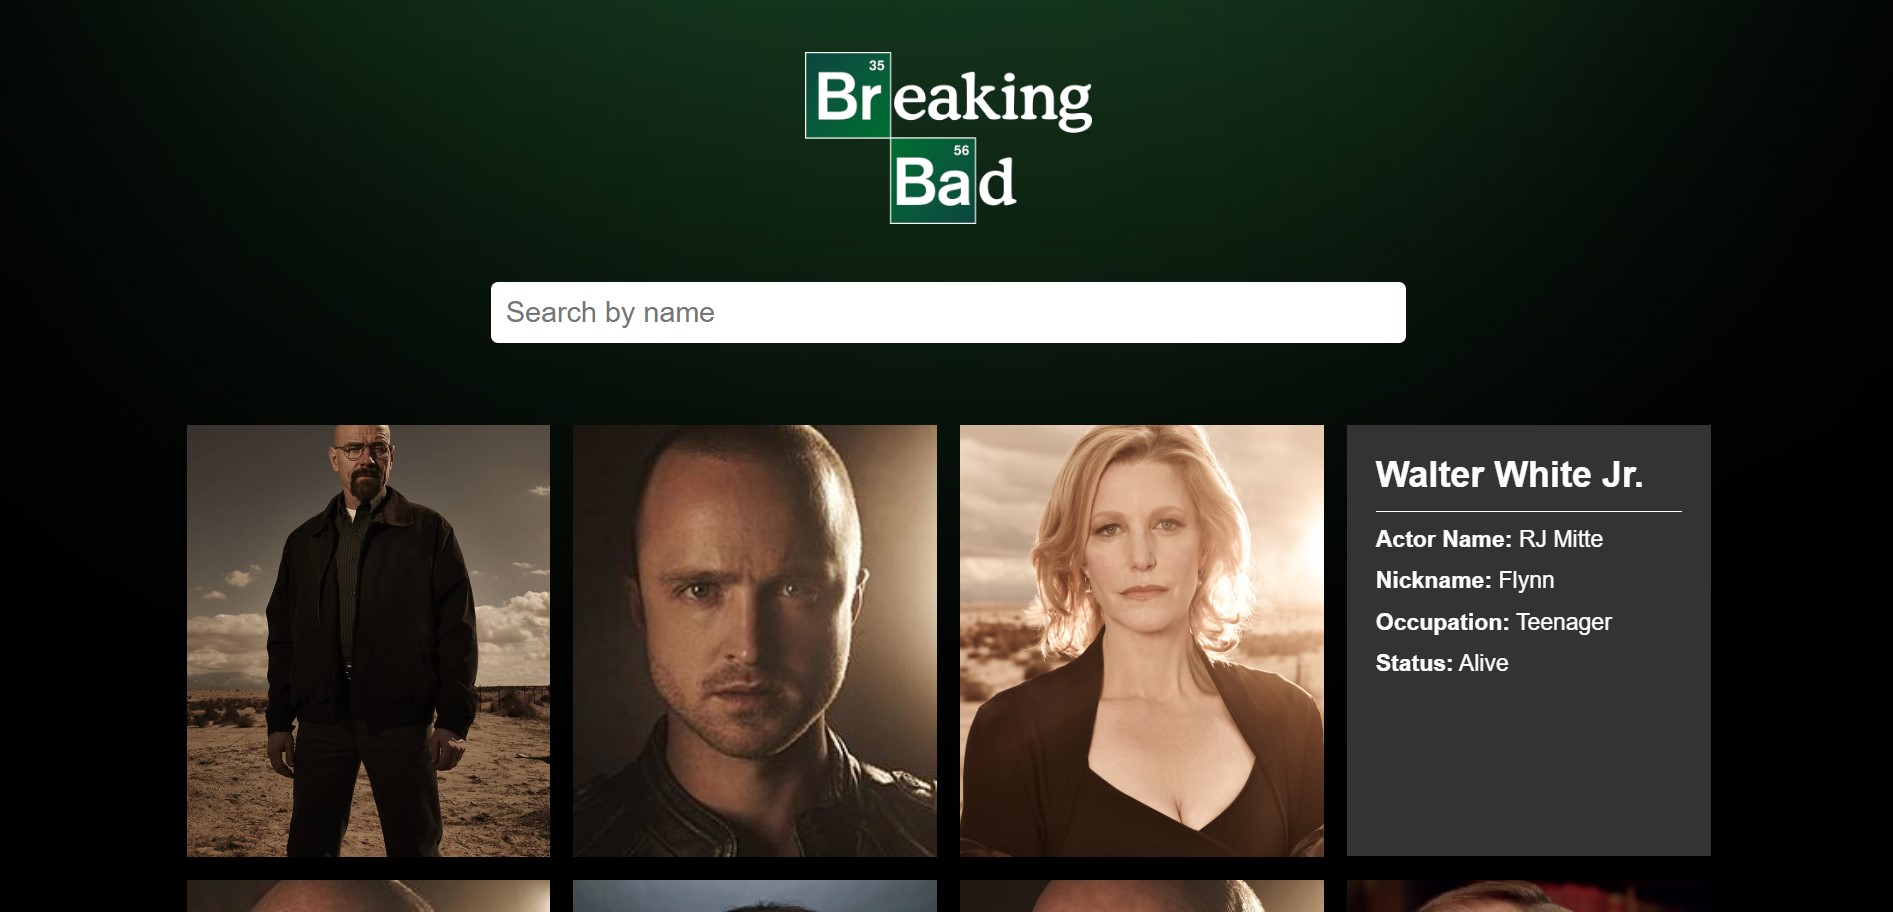 35
Breaking
56
Bad
Search by name
Walter White Jr.
Actor Name: RJ Mitte
Nickname: Flynn
Occupation: Teenager
Status: Alive